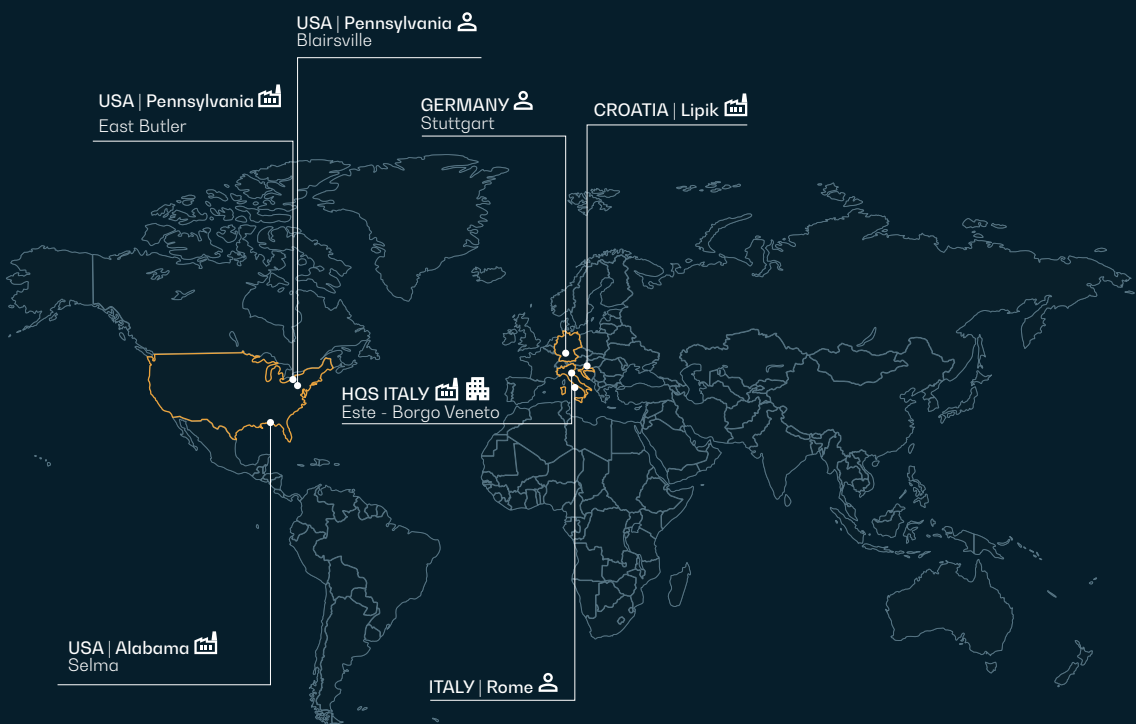 USA | Pennsylvania
Blairsville
USA | Pennsylvania
East Butler
GERMANY
Stuttgart
CROATIA | Lipik
HQS ITALY
Este - Borgo Veneto
USA | Alabama
Selma
ITALY | Rome